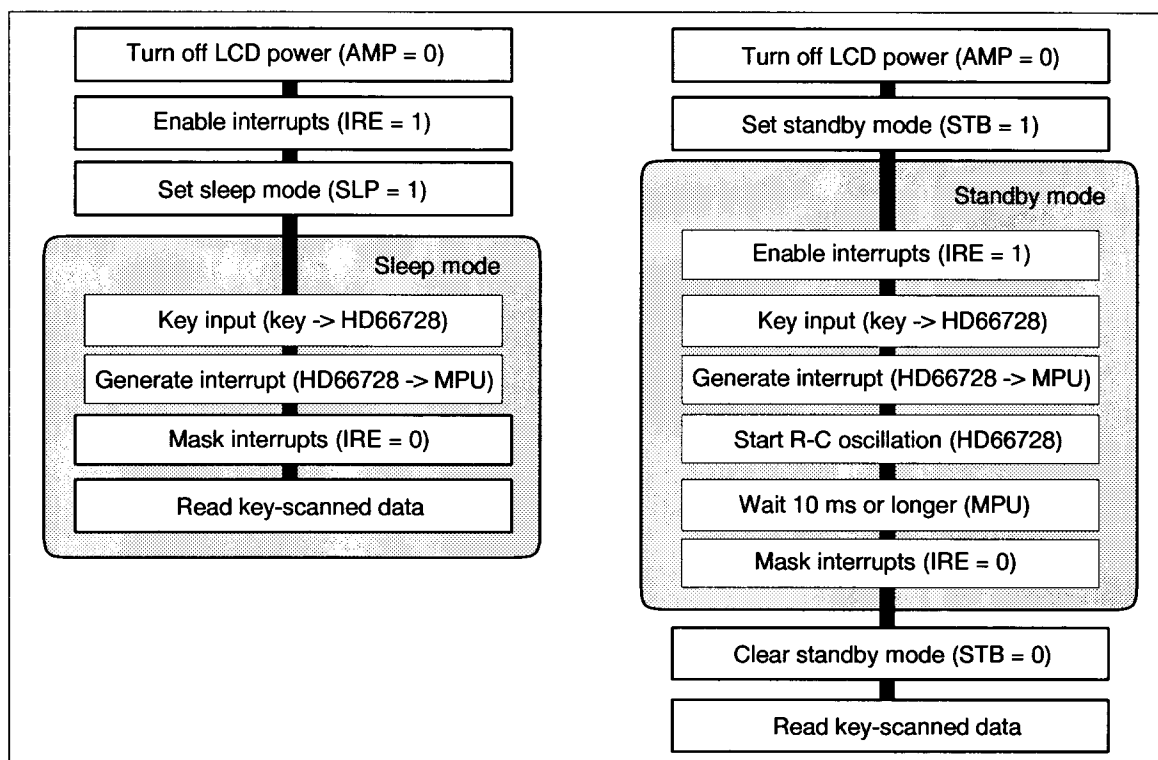 Turn off LCD power (AMP = 0)
Enable interrupts (IRE = 1)
Set sleep mode (SLP = 1)
Sleep mode
Key input (key -> HD66728)
Generate interrupt (HD66728 -> MPU)
Mask interrupts (IRE = 0)
Read key-scanned data
Turn off LCD power (AMP = 0)
Set standby mode (STB = 1)
Standby mode
Enable interrupts (IRE = 1)
Key input (key -> HD66728)
Generate interrupt (HD66728 -> MPU)
Start R-C oscillation (HD66728)
Wait 10 ms or longer (MPU)
Mask interrupts (IRE = 0)
Clear standby mode (STB = 0)
Read key-scanned data